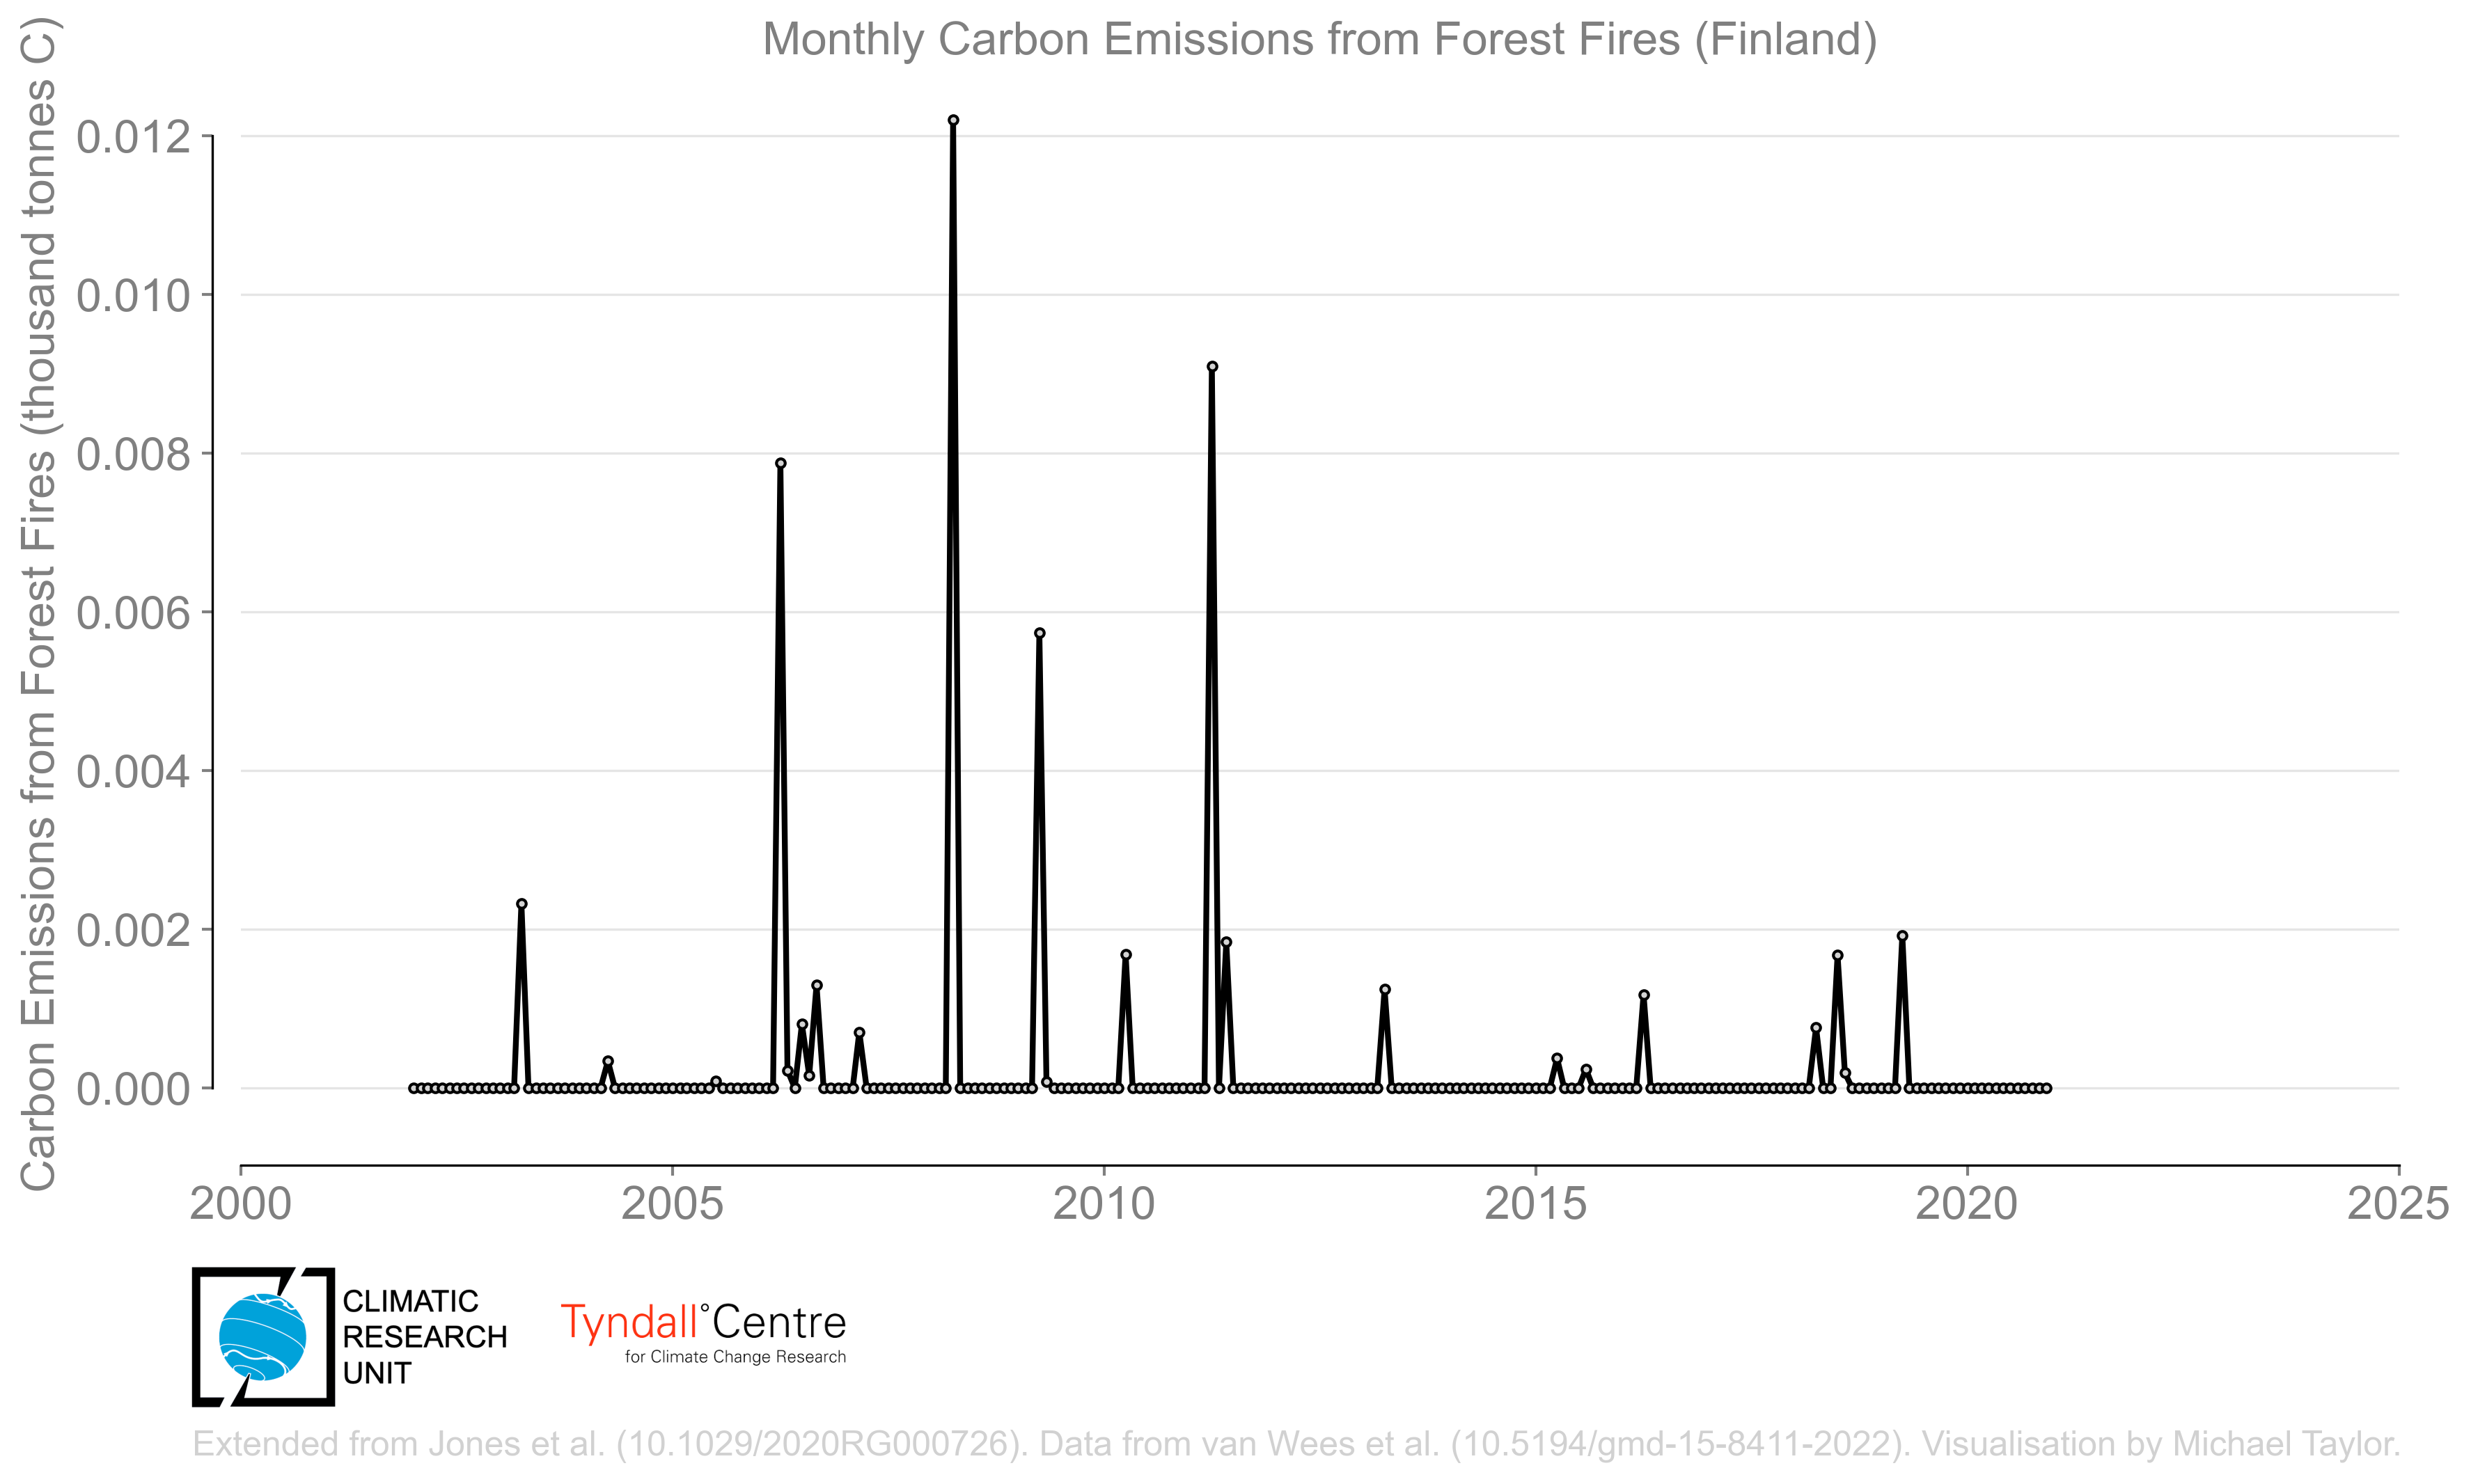 Monthly Carbon Emissions from Forest Fires (Finland)
Carbon Emissions from Forest Fires (thousand tonnes C)
0.012
0.010
0.008
0.006
0.004
0.002
0.000
2000
2005
2010
2015
2020
2025
CLIMATIC
RESEARCH
UNIT
Tyndall°Centre
for Climate Change Research
Extended from Jones et al. (10.1029/2020RG000726). Data from van Wees et al. (10.5194/gmd-15-8411-2022). Visualisation by Michael Taylor.